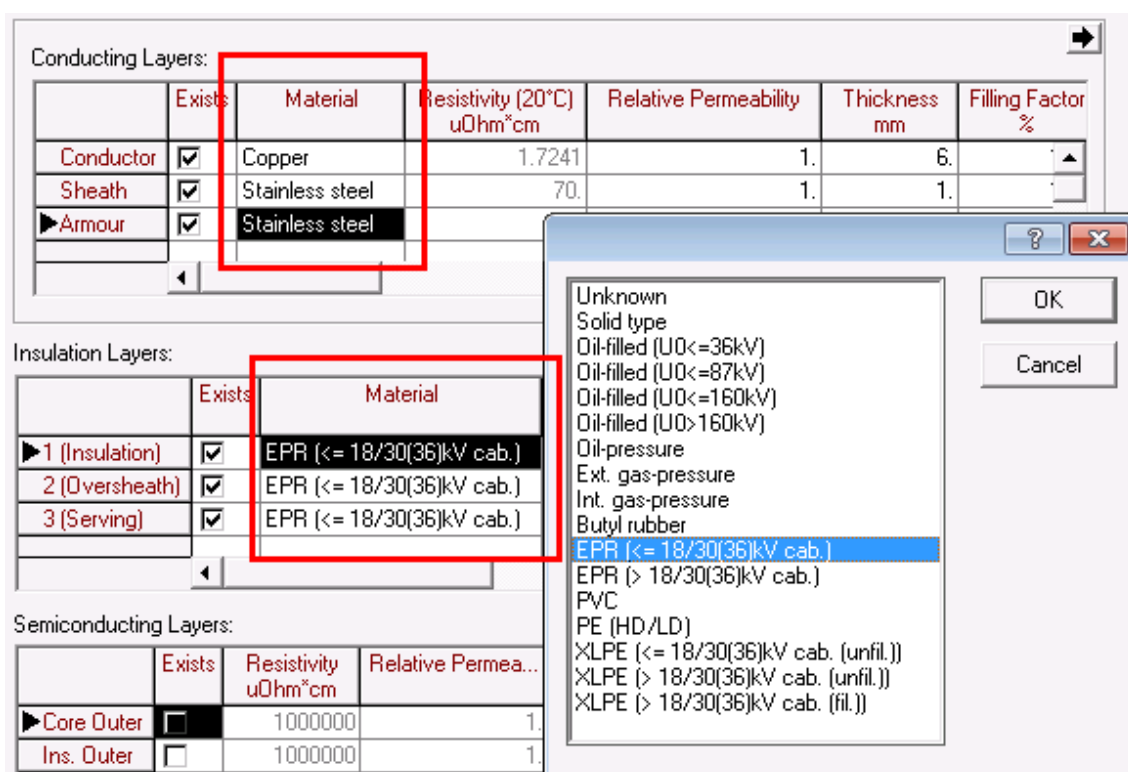 Conducting Layers:
Exists Material Resistivity (20°C) Relative Permeability Thickness Filling Factor
uOhm*cm mm %
Conductor Copper 1.7241 1. 6.
Sheath Stainless steel 70. 1. 1.
Armour Stainless steel
Insulation Layers:
Exists Material
1 (Insulation) EPR (<= 18/30(36)kV cab.)
2 (Oversheath) EPR (<= 18/30(36)kV cab.)
3 (Serving) EPR (<= 18/30(36)kV cab.)
Semiconducting Layers:
Exists Resistivity Relative Permea...
uOhm*cm
Core Outer 1000000 1.
Ins. Outer 1000000 1.
?
Unknown
Solid type
Oil-filled (U0<=36kV)
Oil-filled (U0<=87kV)
Oil-filled (U0<=160kV)
Oil-filled (U0>160kV)
Oil-pressure
Ext. gas-pressure
Int. gas-pressure
Butyl rubber
EPR (<= 18/30(36)kV cab.)
EPR (> 18/30(36)kV cab.)
PVC
PE (HD/LD)
XLPE (<= 18/30(36)kV cab. (unfil.))
XLPE (> 18/30(36)kV cab. (unfil.))
XLPE (> 18/30(36)kV cab. (fil.))
OK
Cancel